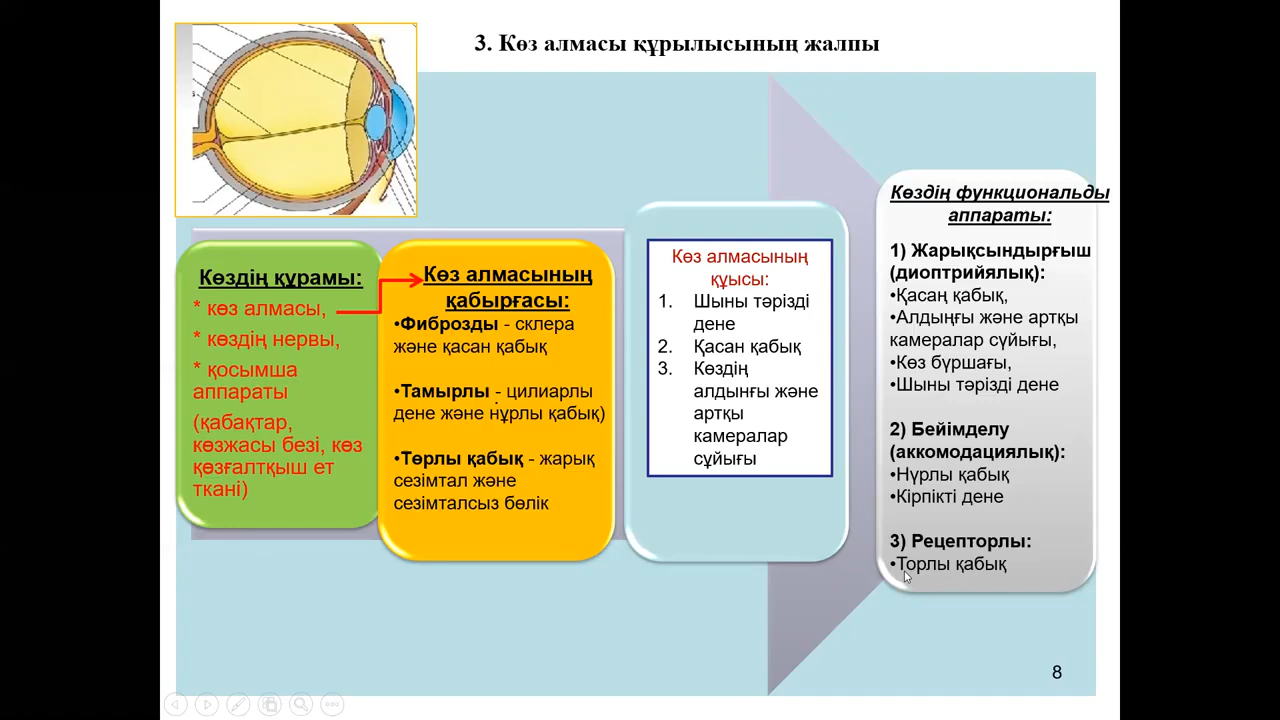 3. Көз алмасы құрылысының жалпы
Көздің құрамы:
* көз алмасы,
* көздің нервы,
* қосымша
аппараты
(қабақтар,
көзжасы безі, көз
қөзғалтқыш ет
ткані)
Көз алмасының
қабырғасы:
•Фиброзды - склера
және қасан қабық
•Тамырлы - цилиарлы
дене және нұрлы қабық)
•Төрлы қабық - жарық
сезімтал және
сезімталсыз бөлік
Көз алмасының
құысы:
1. Шыны тәрізді
дене
2. Қасан қабық
3. Көздің
алдынғы және
артқы
камералар
сұйығы
Көздің функциональды
аппараты:
1) Жарықсындырғыш
(диоптрийялық):
•Қасаң қабық,
•Алдыңғы және артқы
камералар сүйығы,
•Көз бұршағы,
•Шыны тәрізді дене
2) Бейімделу
(аккомодациялық):
•Нұрлы қабық
•Кірпікті дене
3) Рецепторлы:
•Торлы қабық
8